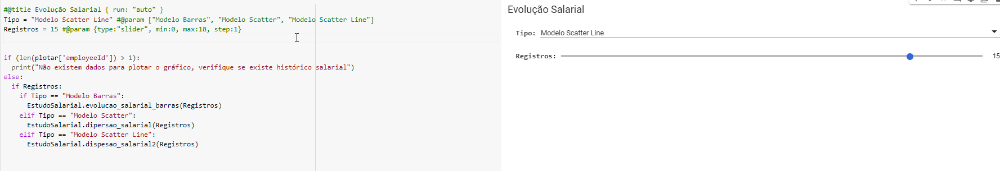 #@title Evolução Salarial { run: "auto" }
Tipo = "Modelo Scatter Line" #@param ["Modelo Barras", "Modelo Scatter", "Modelo Scatter Line"]
Registros = 15 #@param {type:"slider", min:0, max:18, step:1}
if (len(plotar['employeeId']) > 1):
  print("Não existem dados para plotar o gráfico, verifique se existe histórico salarial")
else:
  if Registros:
    if Tipo == "Modelo Barras":
      EstudoSalarial.evolucao_salarial_barras(Registros)
    elif Tipo == "Modelo Scatter":
      EstudoSalarial.dipersao_salarial(Registros)
    elif Tipo == "Modelo Scatter Line":
      EstudoSalarial.dispesao_salarial2(Registros)
Evolução Salarial
Tipo: Modelo Scatter Line
Registros: 15